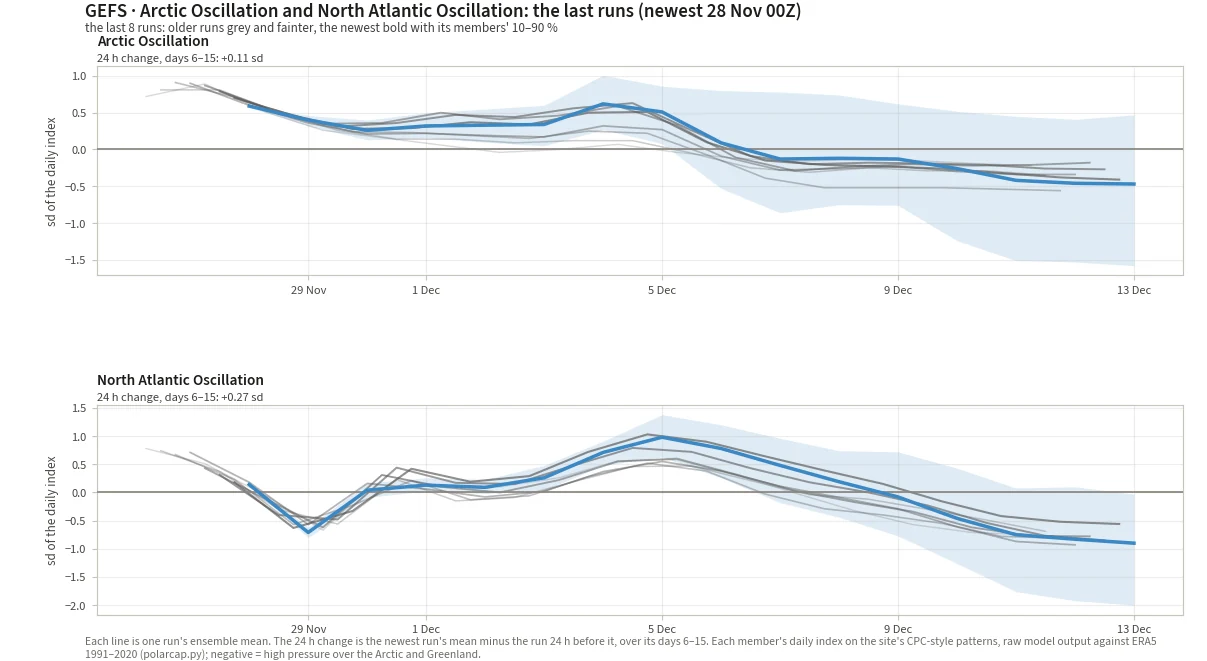 GEFS · Arctic Oscillation and North Atlantic Oscillation: the last runs (newest 28 Nov 00Z)
the last 8 runs: older runs grey and fainter, the newest bold with its members' 10–90 %
Arctic Oscillation
24 h change, days 6–15: +0.11 sd
sd of the daily index
1.0
0.5
0.0
−0.5
−1.0
−1.5
29 Nov
1 Dec
5 Dec
9 Dec
13 Dec
North Atlantic Oscillation
24 h change, days 6–15: +0.27 sd
sd of the daily index
1.5
1.0
0.5
0.0
−0.5
−1.0
−1.5
−2.0
29 Nov
1 Dec
5 Dec
9 Dec
13 Dec
Each line is one run's ensemble mean. The 24 h change is the newest run's mean minus the run 24 h before it, over its days 6–15. Each member's daily index on the site's CPC-style patterns, raw model output against ERA5
1991–2020 (polarcap.py); negative = high pressure over the Arctic and Greenland.